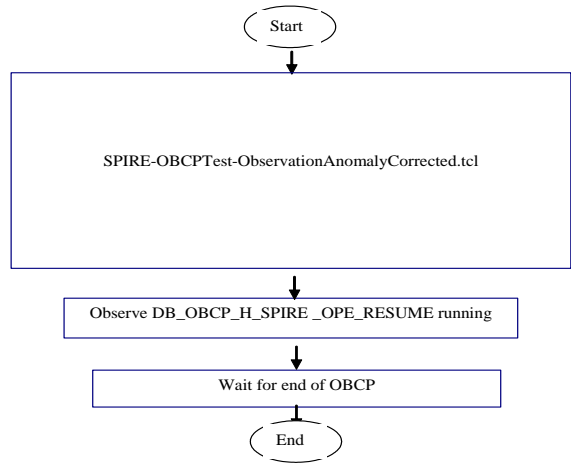 Start
SPIRE-OBCPTest-ObservationAnomalyCorrected.tcl
Observe DB_OBCP_H_SPIRE _OPE_RESUME running
Wait for end of OBCP
End